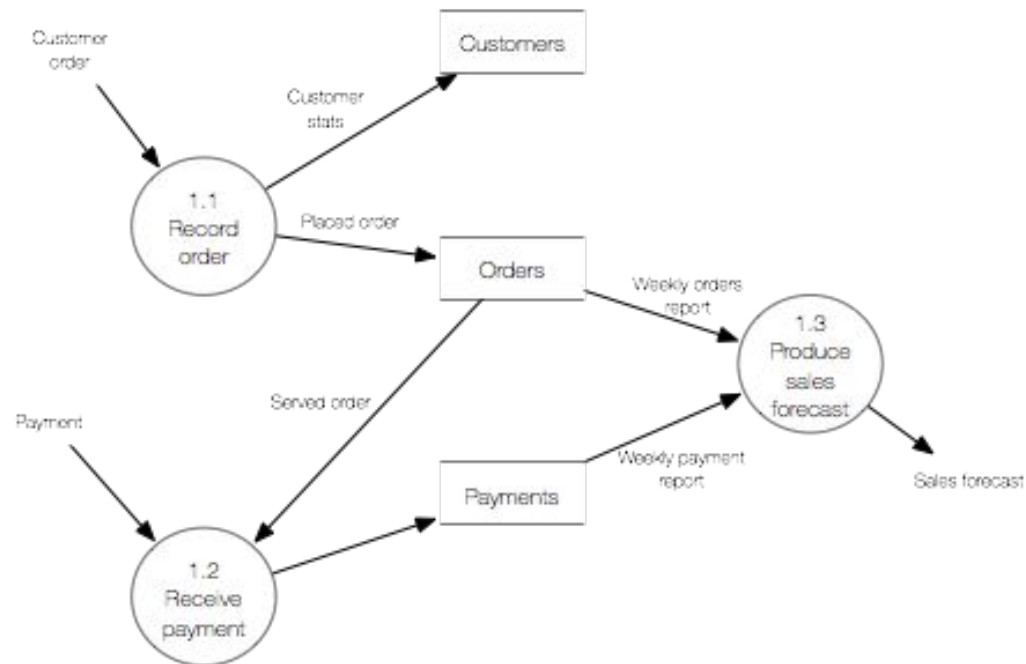 Customer
order
Customers
Customer
stats
1.1
Record
order
Placed order
Orders
Weekly orders
report
1.3
Produce
sales
forecast
Served order
Payment
Weekly payment
report
Sales forecast
Payments
1.2
Receive
payment